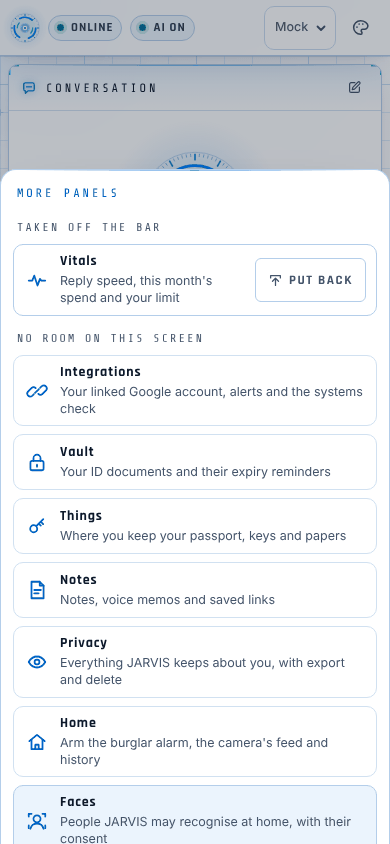 ONLINE
AI ON
Mock
CONVERSATION
MORE PANELS
TAKEN OFF THE BAR
Vitals
Reply speed, this month's
spend and your limit
PUT BACK
NO ROOM ON THIS SCREEN
Integrations
Your linked Google account, alerts and the systems
check
Vault
Your ID documents and their expiry reminders
Things
Where you keep your passport, keys and papers
Notes
Notes, voice memos and saved links
Privacy
Everything JARVIS keeps about you, with export
and delete
Home
Arm the burglar alarm, the camera's feed and
history
Faces
People JARVIS may recognise at home, with their
consent